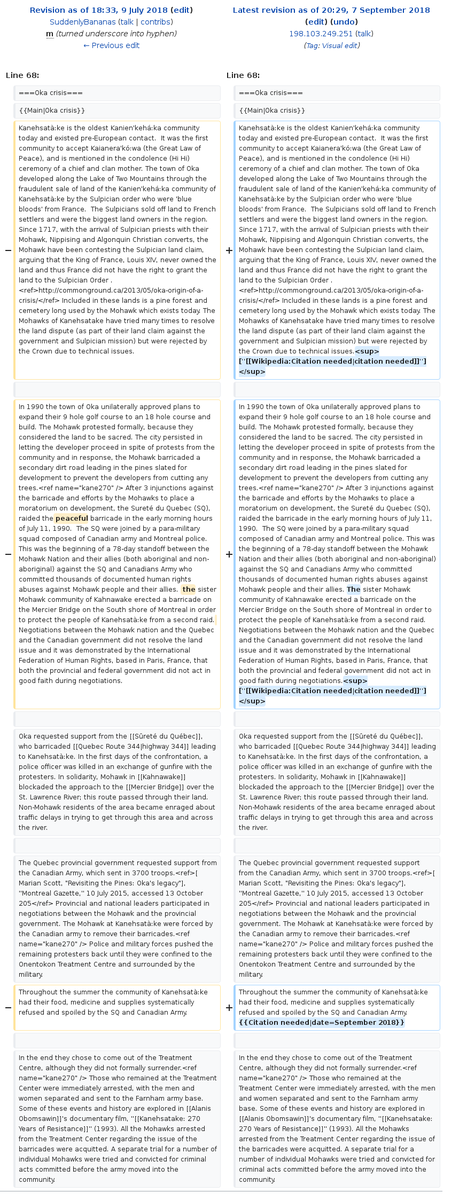 Revision as of 18:33, 9 July 2018 (edit)
SuddenlyBananas (talk | contribs)
m (turned underscore into hyphen)
← Previous edit
Latest revision as of 20:29, 7 September 2018
(edit) (undo)
198.103.249.251 (talk)
(Tag: Visual edit)
Line 68:
===Oka crisis===
{{Main|Oka crisis}}
− Kanehsatà:ke is the oldest Kanien'kehá:ka community
today and existed pre-European contact.  It was the first
community to accept Kaianera'kó:wa (the Great Law of
Peace), and is mentioned in the condolence (Hi Hi)
ceremony of a chief and clan mother. The town of Oka
developed along the Lake of Two Mountains through the
fraudulent sale of land of the Kanien'kehá:ka community of
Kanehsatà:ke by the Sulpician order who were 'blue
bloods' from France.  The Sulpicians sold off land to French
settlers and were the biggest land owners in the region.
Since 1717, with the arrival of Sulpician priests with their
Mohawk, Nippising and Algonquin Christian converts, the
Mohawk have been contesting the Sulpician land claim,
arguing that the King of France, Louis XIV, never owned the
land and thus France did not have the right to grant the
land to the Sulpician Order .
<ref>http://commonground.ca/2013/05/oka-origin-of-a-
crisis/</ref> Included in these lands is a pine forest and
cemetery long used by the Mohawk which exists today. The
Mohawks of Kanehsatake have tried many times to resolve
the land dispute (as part of their land claim against the
government and Sulpician mission) but were rejected by
the Crown due to technical issues.
In 1990 the town of Oka unilaterally approved plans to
expand their 9 hole golf course to an 18 hole course and
build. The Mohawk protested formally, because they
considered the land to be sacred. The city persisted in
letting the developer proceed in spite of protests from the
community and in response, the Mohawk barricaded a
secondary dirt road leading in the pines slated for
development to prevent the developers from cutting any
trees.<ref name="kane270" /> After 3 injunctions against
the barricade and efforts by the Mohawks to place a
moratorium on development, the Sureté du Quebec (SQ),
raided the peaceful barricade in the early morning hours
of July 11, 1990.  The SQ were joined by a para-military
squad composed of Canadian army and Montreal police.
This was the beginning of a 78-day standoff between the
Mohawk Nation and their allies (both aboriginal and non-
aboriginal) against the SQ and Canadians Army who
committed thousands of documented human rights
abuses against Mohawk people and their allies.  the sister
Mohawk community of Kahnawake erected a barricade on
the Mercier Bridge on the South shore of Montreal in order
to protect the people of Kanehsatà:ke from a second raid.
Negotiations between the Mohawk nation and the Quebec
and the Canadian government did not resolve the land
issue and it was demonstrated by the International
Federation of Human Rights, based in Paris, France, that
both the provincial and federal government did not act in
good faith during negotiations.
Oka requested support from the [[Sûreté du Québec]],
who barricaded [[Quebec Route 344|highway 344]] leading
to Kanehsatà:ke. In the first days of the confrontation, a
police officer was killed in an exchange of gunfire with the
protesters. In solidarity, Mohawk in [[Kahnawake]]
blockaded the approach to the [[Mercier Bridge]] over the
St. Lawrence River; this route passed through their land.
Non-Mohawk residents of the area became enraged about
traffic delays in trying to get through this area and across
the river.
The Quebec provincial government requested support from
the Canadian Army, which sent in 3700 troops.<ref>[
Marian Scott, "Revisiting the Pines: Oka's legacy"],
''Montreal Gazette,'' 10 July 2015, accessed 13 October
205</ref> Provincial and national leaders participated in
negotiations between the Mohawk and the provincial
government. The Mohawk at Kanehsatà:ke were forced by
the Canadian army to remove their barricades.<ref
name="kane270" /> Police and military forces pushed the
remaining protesters back until they were confined to the
Onentokon Treatment Centre and surrounded by the
military.
− Throughout the summer the community of Kanehsatà:ke
had their food, medicine and supplies systematically
refused and spoiled by the SQ and Canadian Army.
In the end they chose to come out of the Treatment
Centre, although they did not formally surrender.<ref
name="kane270" /> Those who remained at the Treatment
Center were immediately arrested, with the men and
women separated and sent to the Farnham army base.
Some of these events and history are explored in [[Alanis
Obomsawin]]'s documentary film, ''[[Kanehsatake: 270
Years of Resistance]]'' (1993). All the Mohawks arrested
from the Treatment Center regarding the issue of the
barricades were acquitted. A separate trial for a number of
individual Mohawks were tried and convicted for criminal
acts committed before the army moved into the
community.
Line 68:
===Oka crisis===
{{Main|Oka crisis}}
+ Kanehsatà:ke is the oldest Kanien'kehá:ka community
today and existed pre-European contact.  It was the first
community to accept Kaianera'kó:wa (the Great Law of
Peace), and is mentioned in the condolence (Hi Hi)
ceremony of a chief and clan mother. The town of Oka
developed along the Lake of Two Mountains through the
fraudulent sale of land of the Kanien'kehá:ka community of
Kanehsatà:ke by the Sulpician order who were 'blue
bloods' from France.  The Sulpicians sold off land to French
settlers and were the biggest land owners in the region.
Since 1717, with the arrival of Sulpician priests with their
Mohawk, Nippising and Algonquin Christian converts, the
Mohawk have been contesting the Sulpician land claim,
arguing that the King of France, Louis XIV, never owned the
land and thus France did not have the right to grant the
land to the Sulpician Order .
<ref>http://commonground.ca/2013/05/oka-origin-of-a-
crisis/</ref> Included in these lands is a pine forest and
cemetery long used by the Mohawk which exists today. The
Mohawks of Kanehsatake have tried many times to resolve
the land dispute (as part of their land claim against the
government and Sulpician mission) but were rejected by
the Crown due to technical issues.<sup>
[''[[Wikipedia:Citation needed|citation needed]]'']
</sup>
+ In 1990 the town of Oka unilaterally approved plans to
expand their 9 hole golf course to an 18 hole course and
build. The Mohawk protested formally, because they
considered the land to be sacred. The city persisted in
letting the developer proceed in spite of protests from the
community and in response, the Mohawk barricaded a
secondary dirt road leading in the pines slated for
development to prevent the developers from cutting any
trees.<ref name="kane270" /> After 3 injunctions against
the barricade and efforts by the Mohawks to place a
moratorium on development, the Sureté du Quebec (SQ),
raided the barricade in the early morning hours of July 11,
1990.  The SQ were joined by a para-military squad
composed of Canadian army and Montreal police. This was
the beginning of a 78-day standoff between the Mohawk
Nation and their allies (both aboriginal and non-aboriginal)
against the SQ and Canadians Army who committed
thousands of documented human rights abuses against
Mohawk people and their allies.  The sister Mohawk
community of Kahnawake erected a barricade on the
Mercier Bridge on the South shore of Montreal in order to
protect the people of Kanehsatà:ke from a second raid.
Negotiations between the Mohawk nation and the Quebec
and the Canadian government did not resolve the land
issue and it was demonstrated by the International
Federation of Human Rights, based in Paris, France, that
both the provincial and federal government did not act in
good faith during negotiations.<sup>
[''[[Wikipedia:Citation needed|citation needed]]'']
</sup>
Oka requested support from the [[Sûreté du Québec]],
who barricaded [[Quebec Route 344|highway 344]] leading
to Kanehsatà:ke. In the first days of the confrontation, a
police officer was killed in an exchange of gunfire with the
protesters. In solidarity, Mohawk in [[Kahnawake]]
blockaded the approach to the [[Mercier Bridge]] over the
St. Lawrence River; this route passed through their land.
Non-Mohawk residents of the area became enraged about
traffic delays in trying to get through this area and across
the river.
The Quebec provincial government requested support from
the Canadian Army, which sent in 3700 troops.<ref>[
Marian Scott, "Revisiting the Pines: Oka's legacy"],
''Montreal Gazette,'' 10 July 2015, accessed 13 October
205</ref> Provincial and national leaders participated in
negotiations between the Mohawk and the provincial
government. The Mohawk at Kanehsatà:ke were forced by
the Canadian army to remove their barricades.<ref
name="kane270" /> Police and military forces pushed the
remaining protesters back until they were confined to the
Onentokon Treatment Centre and surrounded by the
military.
+ Throughout the summer the community of Kanehsatà:ke
had their food, medicine and supplies systematically
refused and spoiled by the SQ and Canadian Army.
{{Citation needed|date=September 2018}}
In the end they chose to come out of the Treatment
Centre, although they did not formally surrender.<ref
name="kane270" /> Those who remained at the Treatment
Center were immediately arrested, with the men and
women separated and sent to the Farnham army base.
Some of these events and history are explored in [[Alanis
Obomsawin]]'s documentary film, ''[[Kanehsatake: 270
Years of Resistance]]'' (1993). All the Mohawks arrested
from the Treatment Center regarding the issue of the
barricades were acquitted. A separate trial for a number of
individual Mohawks were tried and convicted for criminal
acts committed before the army moved into the
community.